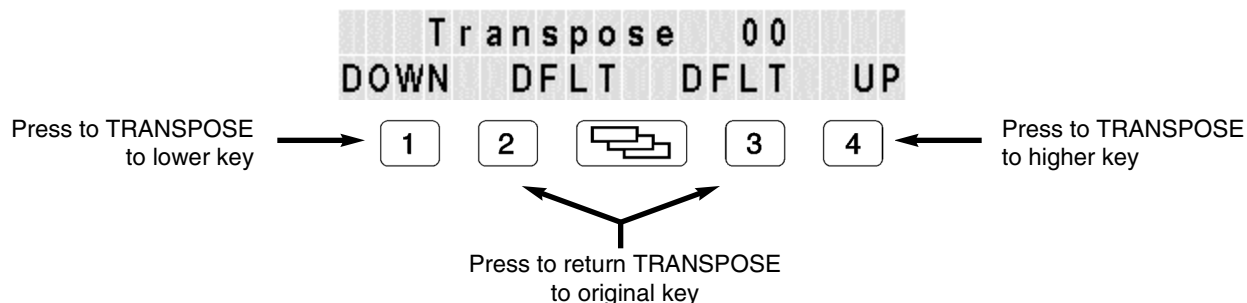 Transpose 00
DOWN DFLT DFLT UP
Press to TRANSPOSE
to lower key
1 2 3 4
Press to TRANSPOSE
to higher key
Press to return TRANSPOSE
to original key